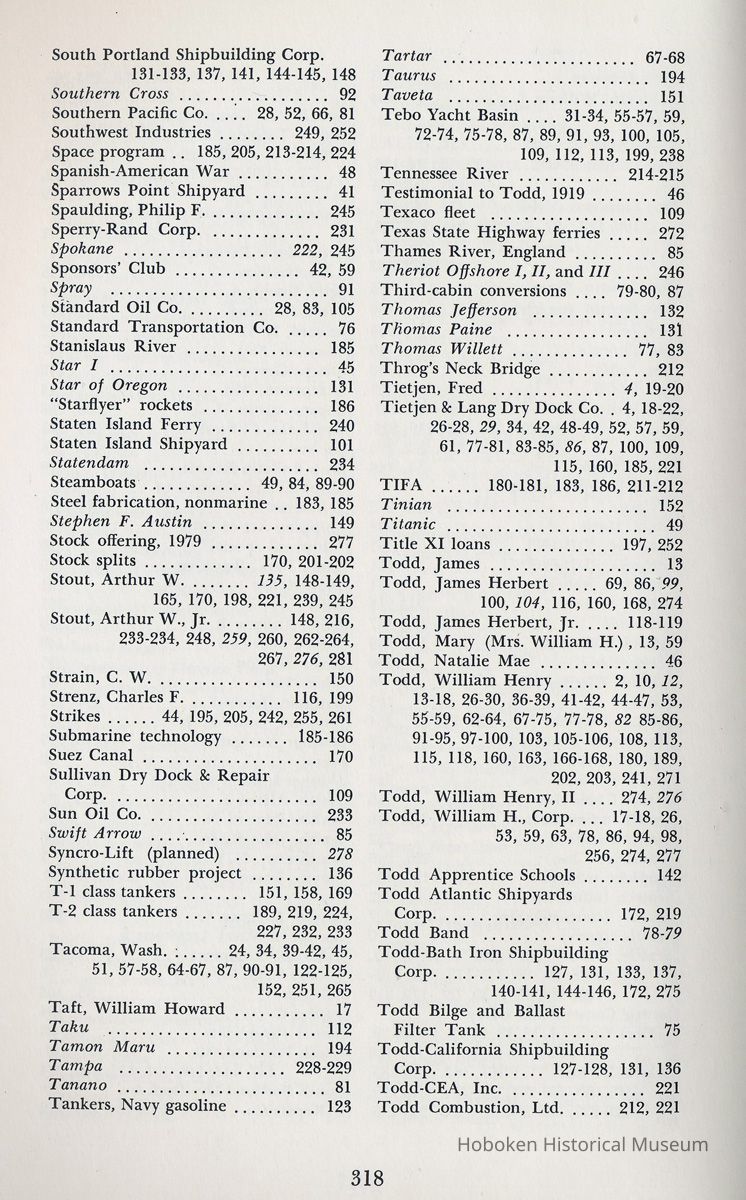 South Portland Shipbuilding Corp.
131-133, 137, 141, 144-145, 148
Southern Cross .................. 92
Southern Pacific Co. .... 28, 52, 66, 81
Southwest Industries ........ 249, 252
Space program .. 185, 205, 213-214, 224
Spanish-American War ........... 48
Sparrows Point Shipyard ......... 41
Spaulding, Philip F. ............. 245
Sperry-Rand Corp. ............. 231
Spokane ................... 222, 245
Sponsors' Club ............... 42, 59
Spray ......................... 91
Standard Oil Co. ......... 28, 83, 105
Standard Transportation Co. ..... 76
Stanislaus River ................ 185
Star I .......................... 45
Star of Oregon ................. 131
"Starflyer" rockets .............. 186
Staten Island Ferry ............. 240
Staten Island Shipyard .......... 101
Statendam ..................... 234
Steamboats ............. 49, 84, 89-90
Steel fabrication, nonmarine .. 183, 185
Stephen F. Austin .............. 149
Stock offering, 1979 ............. 277
Stock splits ............. 170, 201-202
Stout, Arthur W. ....... 135, 148-149,
165, 170, 198, 221, 239, 245
Stout, Arthur W., Jr. ........ 148, 216,
233-234, 248, 259, 260, 262-264,
267, 276, 281
Strain, C. W. ................... 150
Strenz, Charles F. ........... 116, 199
Strikes ...... 44, 195, 205, 242, 255, 261
Submarine technology ....... 185-186
Suez Canal ..................... 170
Sullivan Dry Dock & Repair
Corp. ........................ 109
Sun Oil Co. ..................... 233
Swift Arrow ..................... 85
Syncro-Lift (planned) .......... 278
Synthetic rubber project ........ 136
T-1 class tankers ........ 151, 158, 169
T-2 class tankers ....... 189, 219, 224,
227, 232, 233
Tacoma, Wash. ....... 24, 34, 39-42, 45,
51, 57-58, 64-67, 87, 90-91, 122-125,
152, 251, 265
Taft, William Howard ........... 17
Taku ......................... 112
Tamon Maru .................. 194
Tampa .................... 228-229
Tanano ......................... 81
Tankers, Navy gasoline .......... 123
Tartar ....................... 67-68
Taurus ........................ 194
Taveta ........................ 151
Tebo Yacht Basin .... 31-34, 55-57, 59,
72-74, 75-78, 87, 89, 91, 93, 100, 105,
109, 112, 113, 199, 238
Tennessee River ............ 214-215
Testimonial to Todd, 1919 ........ 46
Texaco fleet ................... 109
Texas State Highway ferries ..... 272
Thames River, England .......... 85
Theriot Offshore I, II, and III .... 246
Third-cabin conversions .... 79-80, 87
Thomas Jefferson .............. 132
Thomas Paine ................. 131
Thomas Willett .............. 77, 83
Throg's Neck Bridge ............ 212
Tietjen, Fred ............... 4, 19-20
Tietjen & Lang Dry Dock Co. . 4, 18-22,
26-28, 29, 34, 42, 48-49, 52, 57, 59,
61, 77-81, 83-85, 86, 87, 100, 109,
115, 160, 185, 221
TIFA ...... 180-181, 183, 186, 211-212
Tinian ........................ 152
Titanic ......................... 49
Title XI loans .............. 197, 252
Todd, James .................... 13
Todd, James Herbert ..... 69, 86, 99,
100, 104, 116, 160, 168, 274
Todd, James Herbert, Jr. .... 118-119
Todd, Mary (Mrs. William H.) , 13, 59
Todd, Natalie Mae .............. 46
Todd, William Henry ...... 2, 10, 12,
13-18, 26-30, 36-39, 41-42, 44-47, 53,
55-59, 62-64, 67-75, 77-78, 82 85-86,
91-95, 97-100, 103, 105-106, 108, 113,
115, 118, 160, 163, 166-168, 180, 189,
202, 203, 241, 271
Todd, William Henry, II .... 274, 276
Todd, William H., Corp. ... 17-18, 26,
53, 59, 63, 78, 86, 94, 98,
256, 274, 277
Todd Apprentice Schools ........ 142
Todd Atlantic Shipyards
Corp. .................... 172, 219
Todd Band .................. 78-79
Todd-Bath Iron Shipbuilding
Corp. ........... 127, 131, 133, 137,
140-141, 144-146, 172, 275
Todd Bilge and Ballast
Filter Tank ................... 75
Todd-California Shipbuilding
Corp. ............ 127-128, 131, 136
Todd-CEA, Inc. ................ 221
Todd Combustion, Ltd. ..... 212, 221
Hoboken Historical Museum
318